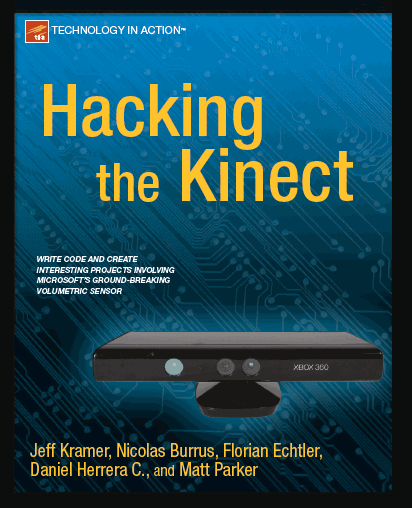 tia
TECHNOLOGY IN ACTION™
Hacking
the Kinect
WRITE CODE AND CREATE
INTERESTING PROJECTS INVOLVING
MICROSOFT'S GROUND-BREAKING
VOLUMETRIC SENSOR
XBOX 360
Jeff Kramer, Nicolas Burrus, Florian Echtler,
Daniel Herrera C., and Matt Parker